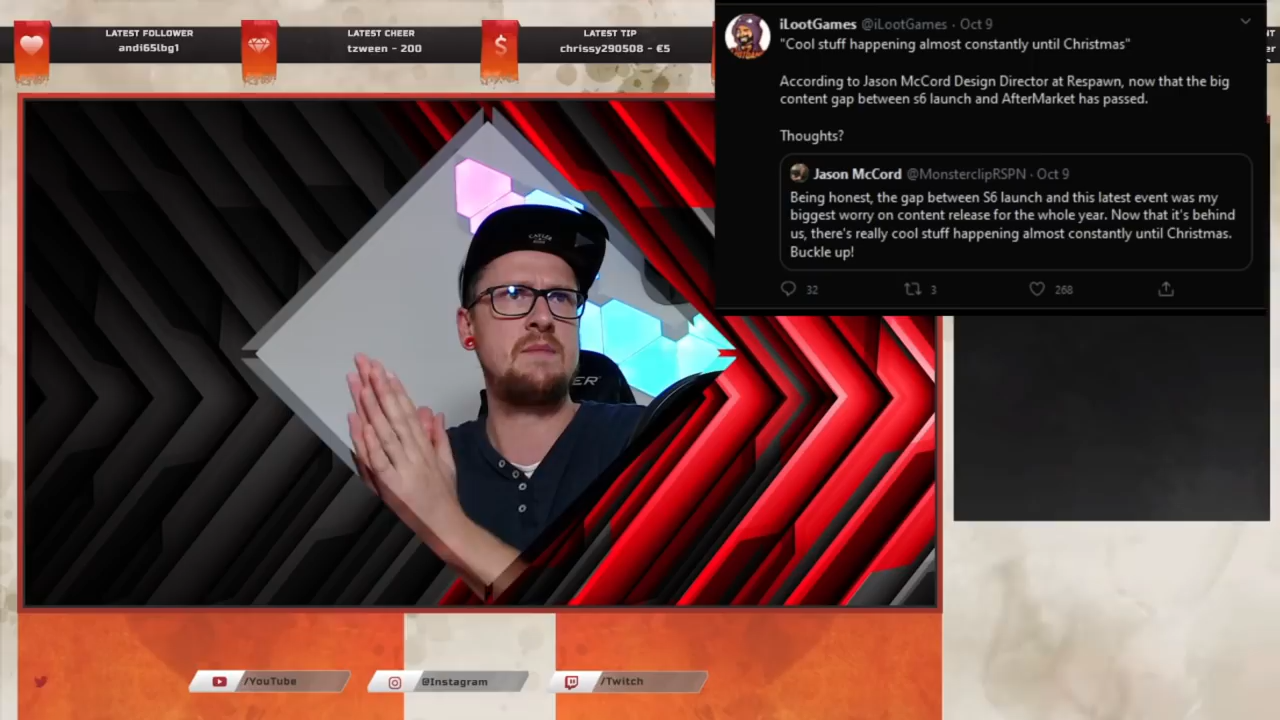 LATEST FOLLOWER
andi65lbg1
LATEST CHEER
tzween - 200
LATEST TIP
chrissy290508 - €5
iLootGames @iLootGames · Oct 9
"Cool stuff happening almost constantly until Christmas"
According to Jason McCord Design Director at Respawn, now that the big
content gap between s6 launch and AfterMarket has passed.
Thoughts?
Jason McCord @MonsterclipRSPN · Oct 9
Being honest, the gap between S6 launch and this latest event was my
biggest worry on content release for the whole year. Now that it's behind
us, there's really cool stuff happening almost constantly until Christmas.
Buckle up!
32
3
268
ER
/YouTube
@Instagram
/Twitch